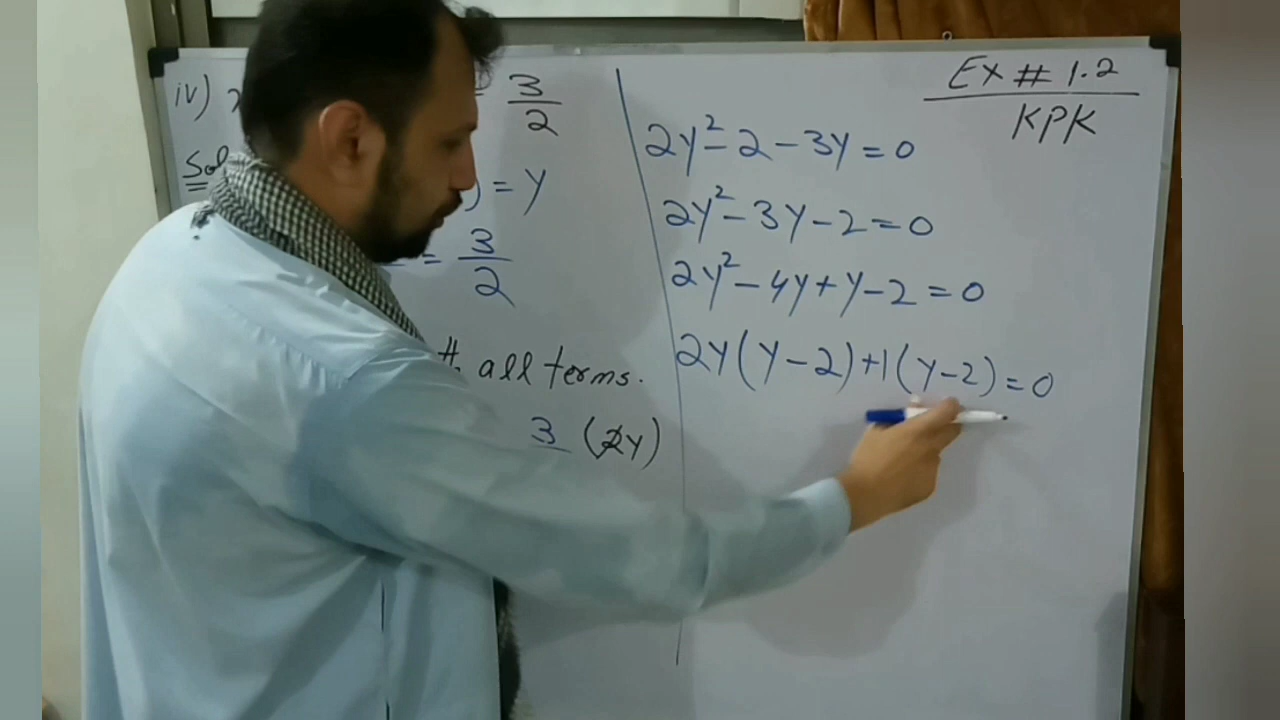 iv) 3/2
Sol
) = y
= 3/2
all terms.
3 (2y)
Ex # 1.2
KPK
2y² - 2 - 3y = 0
2y² - 3y - 2 = 0
2y² - 4y + y - 2 = 0
2y(y - 2) + 1(y - 2) = 0